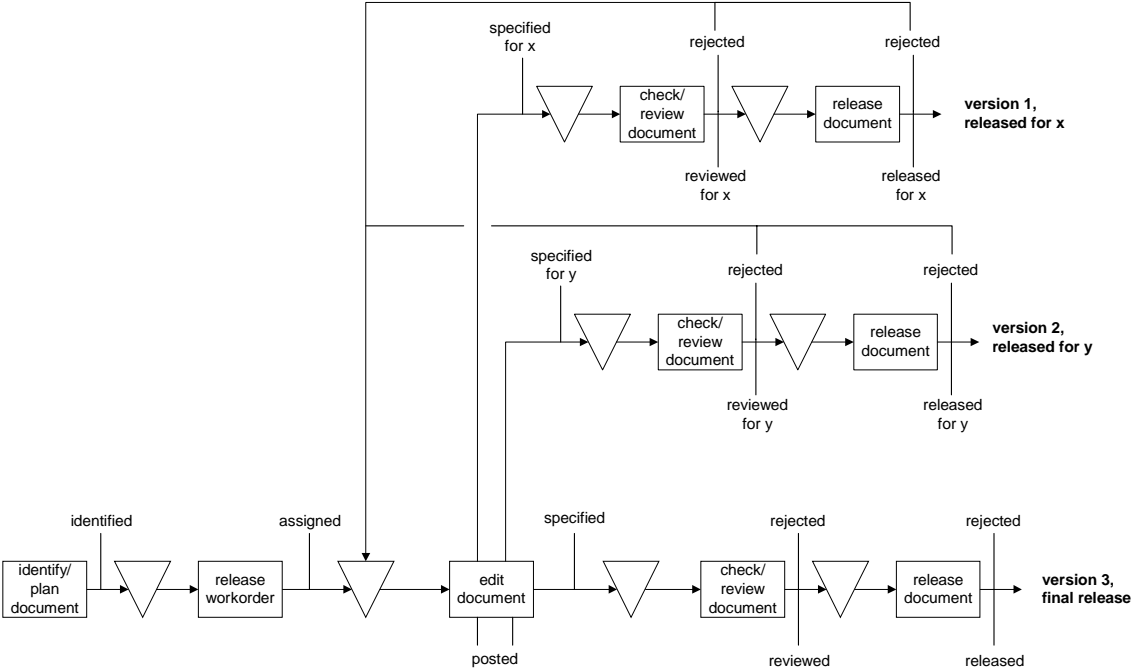 specified
for x
rejected
rejected
check/
review
document
release
document
version 1,
released for x
reviewed
for x
released
for x
specified
for y
rejected
rejected
check/
review
document
release
document
version 2,
released for y
reviewed
for y
released
for y
identified
assigned
specified
rejected
rejected
identify/
plan
document
release
workorder
edit
document
check/
review
document
release
document
version 3,
final release
posted
reviewed
released